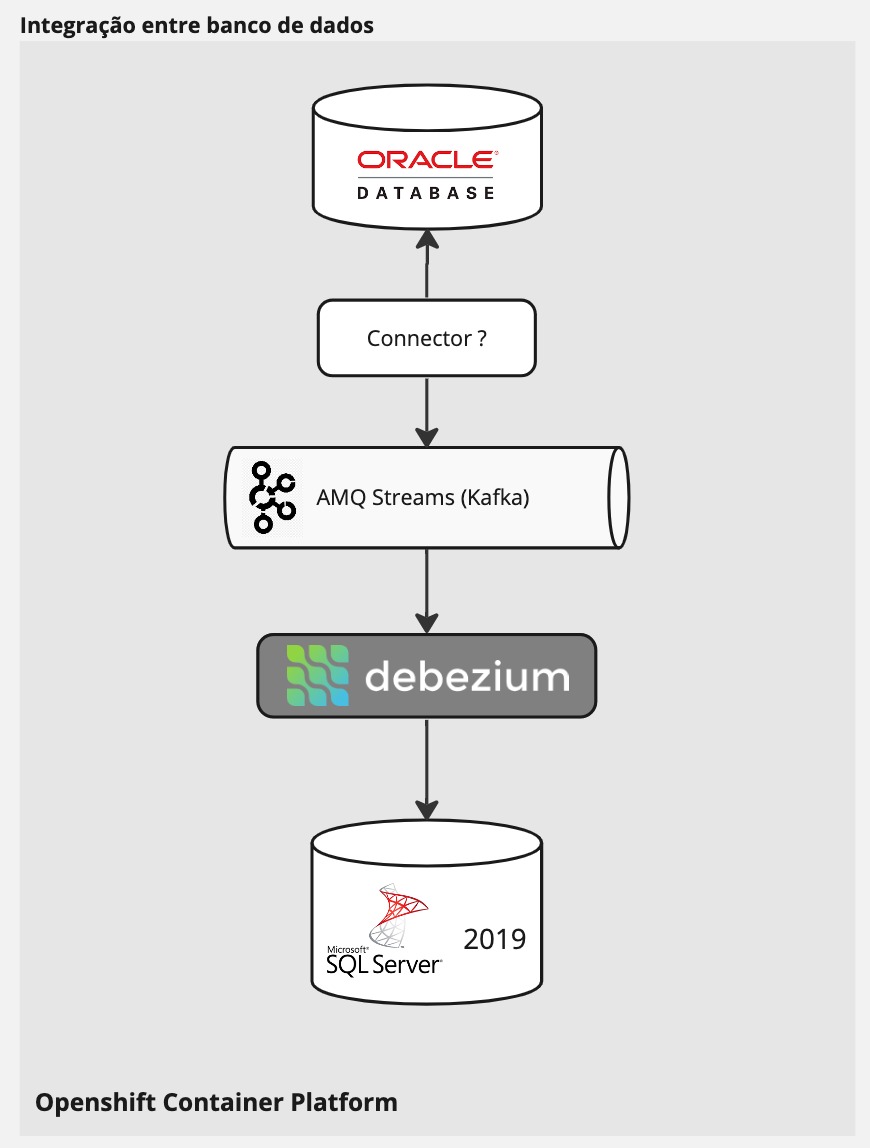 Integração entre banco de dados
ORACLE
DATABASE
Connector ?
AMQ Streams (Kafka)
debezium
Microsoft®
SQL Server
2019
Openshift Container Platform